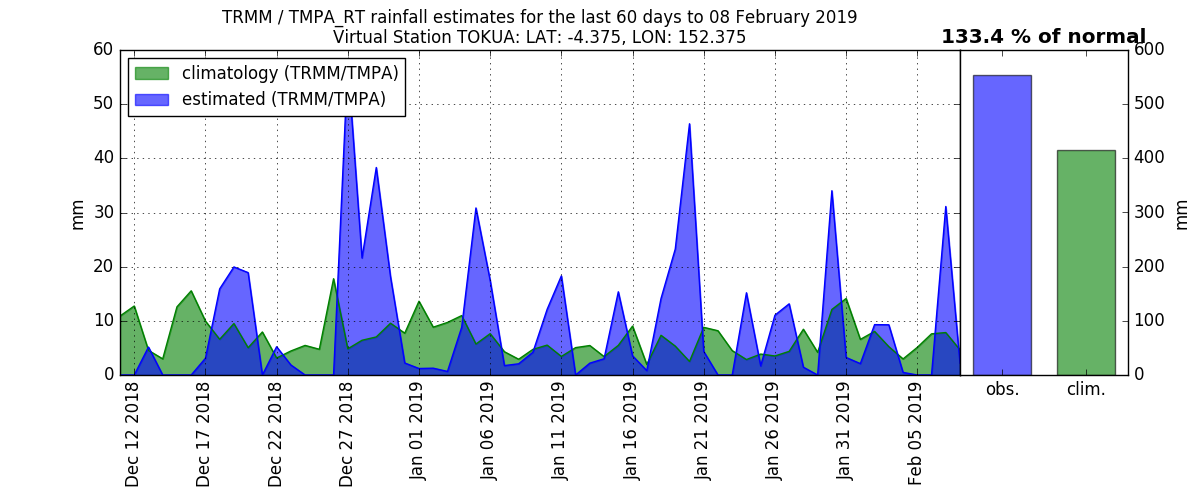 TRMM / TMPA_RT rainfall estimates for the last 60 days to 08 February 2019
Virtual Station TOKUA: LAT: -4.375, LON: 152.375
133.4 % of normal
climatology (TRMM/TMPA)
estimated (TRMM/TMPA)
60
50
40
30
20
10
0
mm
600
500
400
300
200
100
0
mm
Dec 12 2018
Dec 17 2018
Dec 22 2018
Dec 27 2018
Jan 01 2019
Jan 06 2019
Jan 11 2019
Jan 16 2019
Jan 21 2019
Jan 26 2019
Jan 31 2019
Feb 05 2019
obs.
clim.